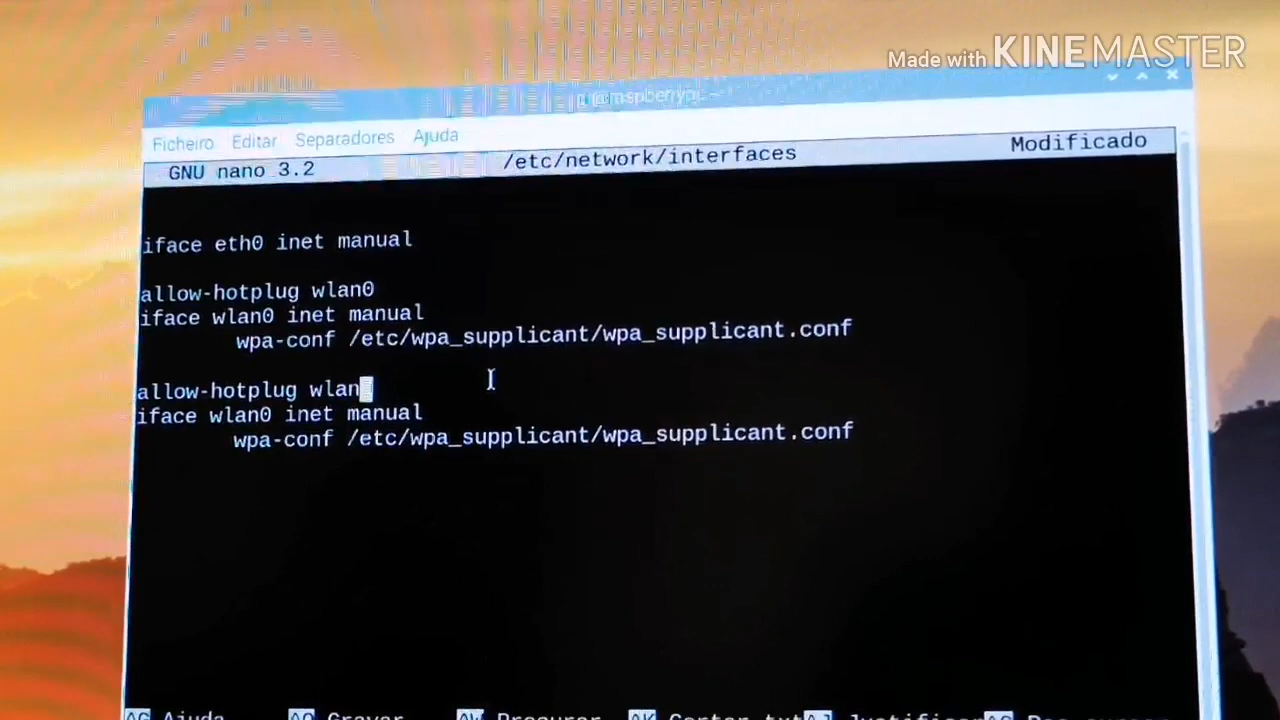 Made with KINEMASTER
Ficheiro Editar Separadores Ajuda
GNU nano 3.2 /etc/network/interfaces Modificado
iface eth0 inet manual
allow-hotplug wlan0
iface wlan0 inet manual
wpa-conf /etc/wpa_supplicant/wpa_supplicant.conf
allow-hotplug wlan
iface wlan0 inet manual
wpa-conf /etc/wpa_supplicant/wpa_supplicant.conf
^G Ajuda ^O Gravar ^W Procurar ^K Cortar txt ^J Justificar